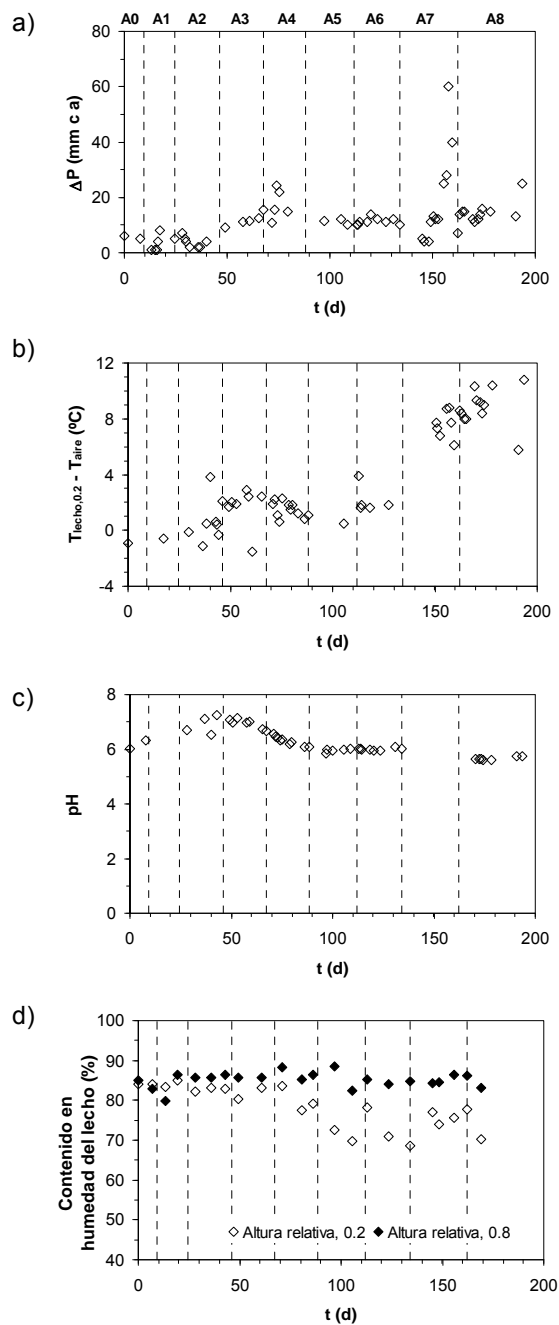 a)
A0 A1 A2 A3 A4 A5 A6 A7 A8
80
60
40
20
0
ΔP (mm c a)
0 50 100 150 200
t (d)
b)
12
8
4
0
-4
Tlecho,0.2 - Taire (ºC)
0 50 100 150 200
t (d)
c)
8
6
4
2
0
pH
0 50 100 150 200
t (d)
d)
100
90
80
70
60
50
40
Contenido en
humedad del lecho (%)
Altura relativa, 0.2 Altura relativa, 0.8
0 50 100 150 200
t (d)